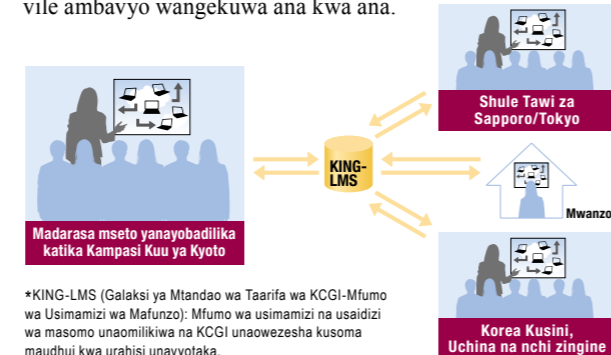 vile ambavyo wangekuwa ana kwa ana.
Madarasa mseto yanayobadilika
katika Kampasi Kuu ya Kyoto
KING-
LMS
Shule Tawi za
Sapporo/Tokyo
Mwanzo
Korea Kusini,
Uchina na nchi zingine
*KING-LMS (Galaksi ya Mtandao wa Taarifa wa KCGI-Mfumo
wa Usimamizi wa Mafunzo): Mfumo wa usimamizi na usaidizi
wa masomo unaomilikiwa na KCGI unaowezesha kusoma
maudhui kwa urahisi unavyotaka.